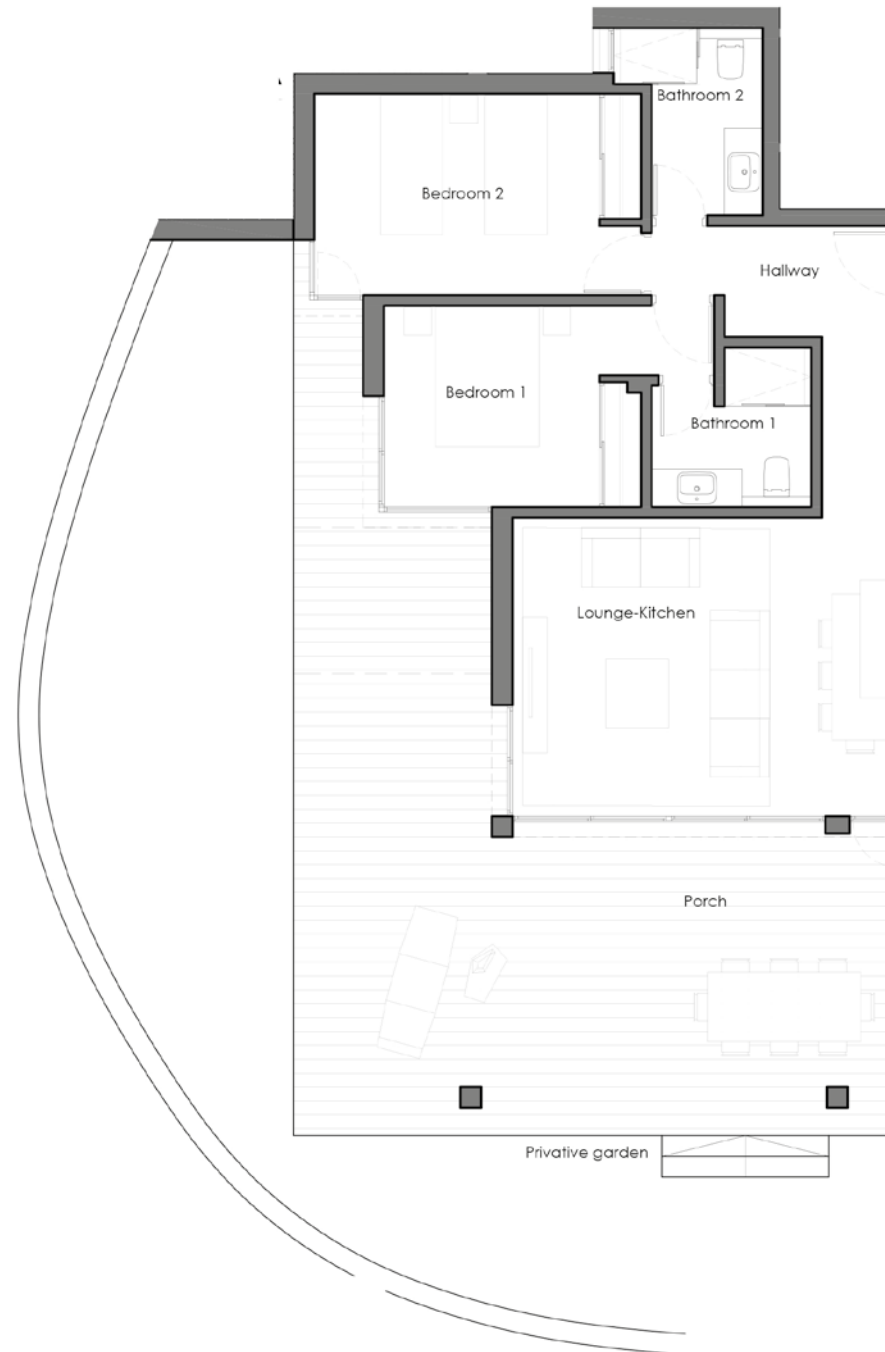 Bathroom 2
Bedroom 2
Hallway
Bedroom 1
Bathroom 1
Lounge-Kitchen
Porch
Privative garden